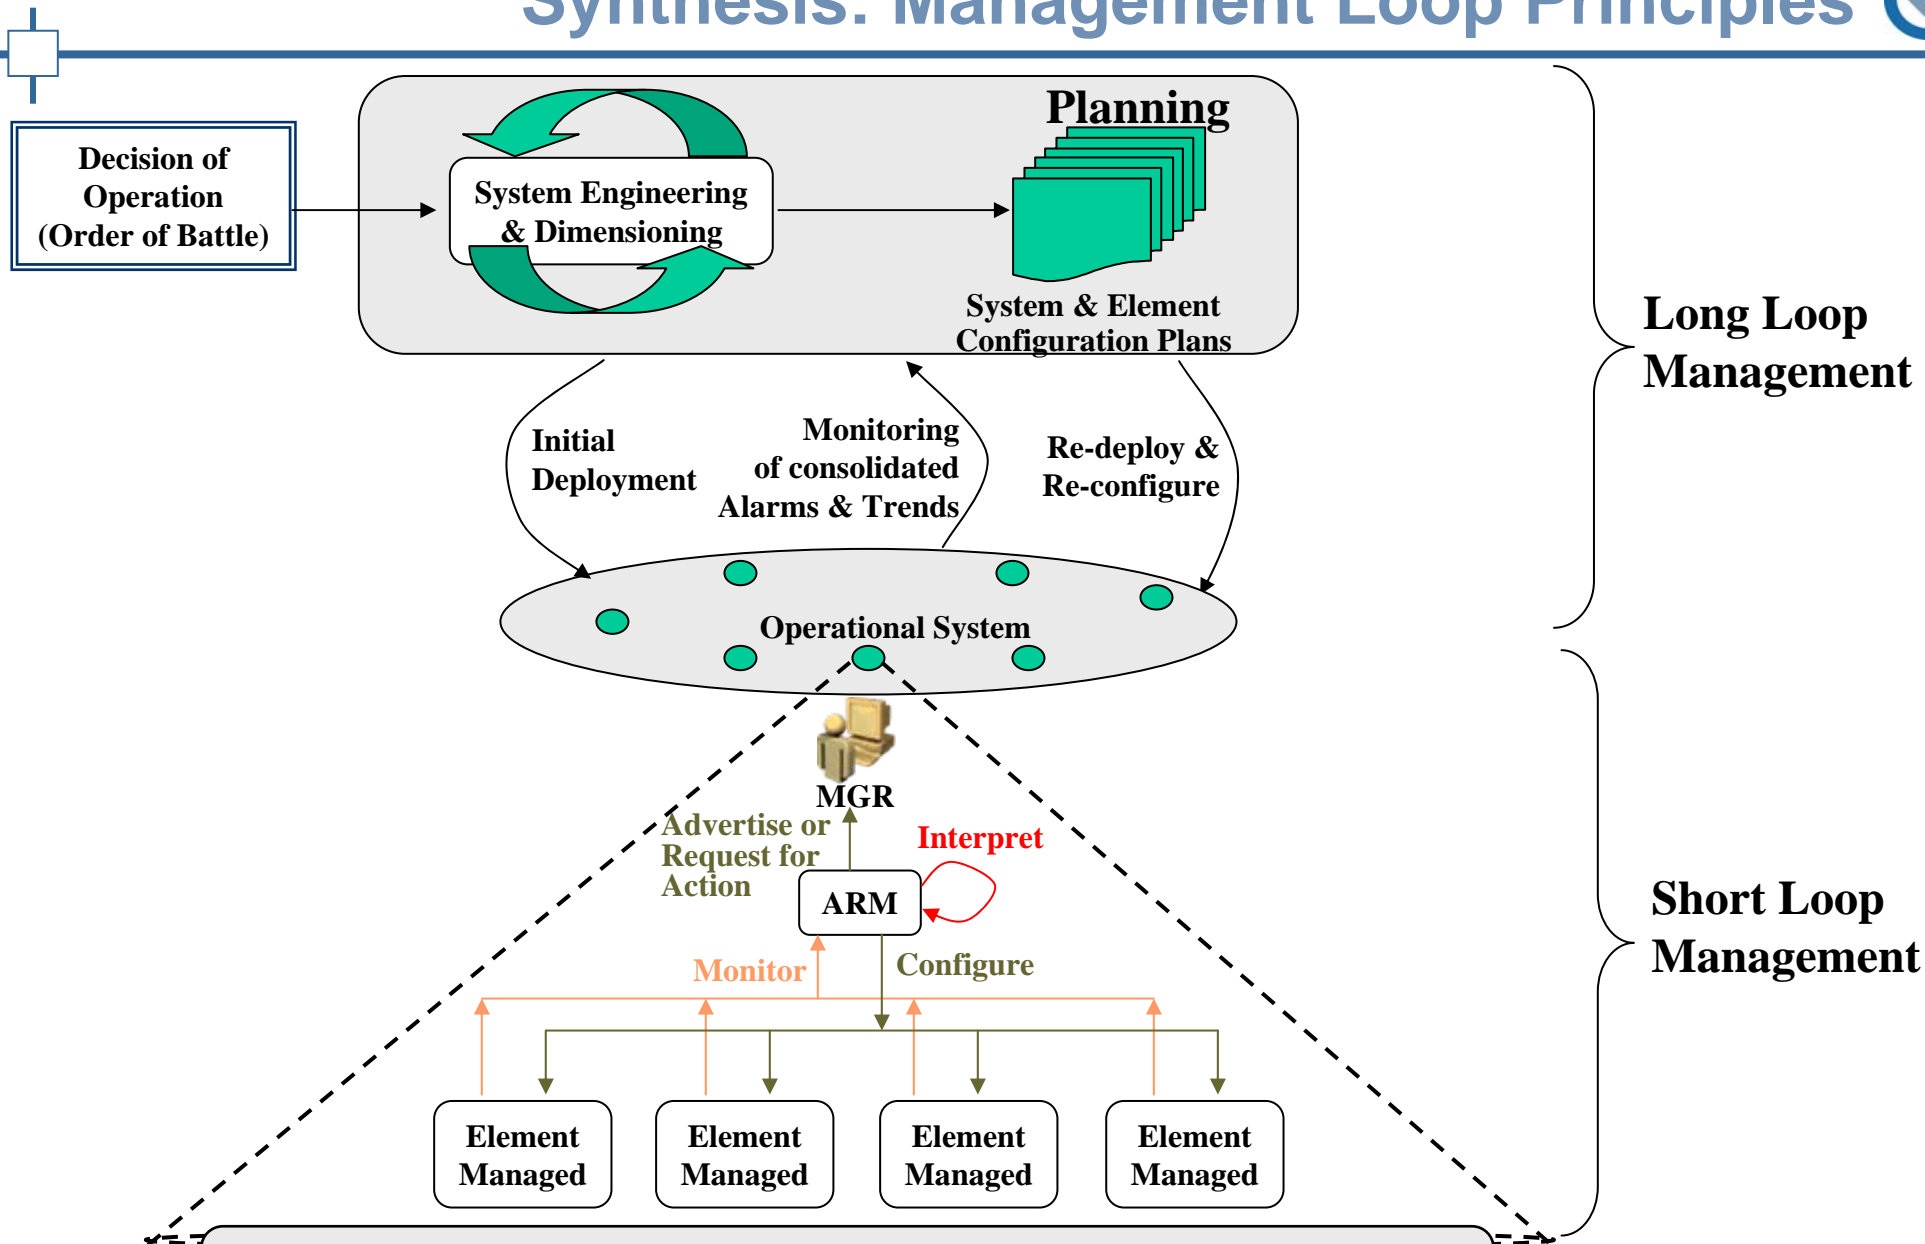 Synthesis: Management Loop Principles
Planning
Decision of
Operation
(Order of Battle)
System Engineering
& Dimensioning
System & Element
Configuration Plans
Long Loop
Management
Initial
Deployment
Monitoring
of consolidated
Alarms & Trends
Re-deploy &
Re-configure
Operational System
MGR
Advertise or
Request for
Action
Interpret
ARM
Short Loop
Management
Monitor
Configure
Element
Managed
Element
Managed
Element
Managed
Element
Managed